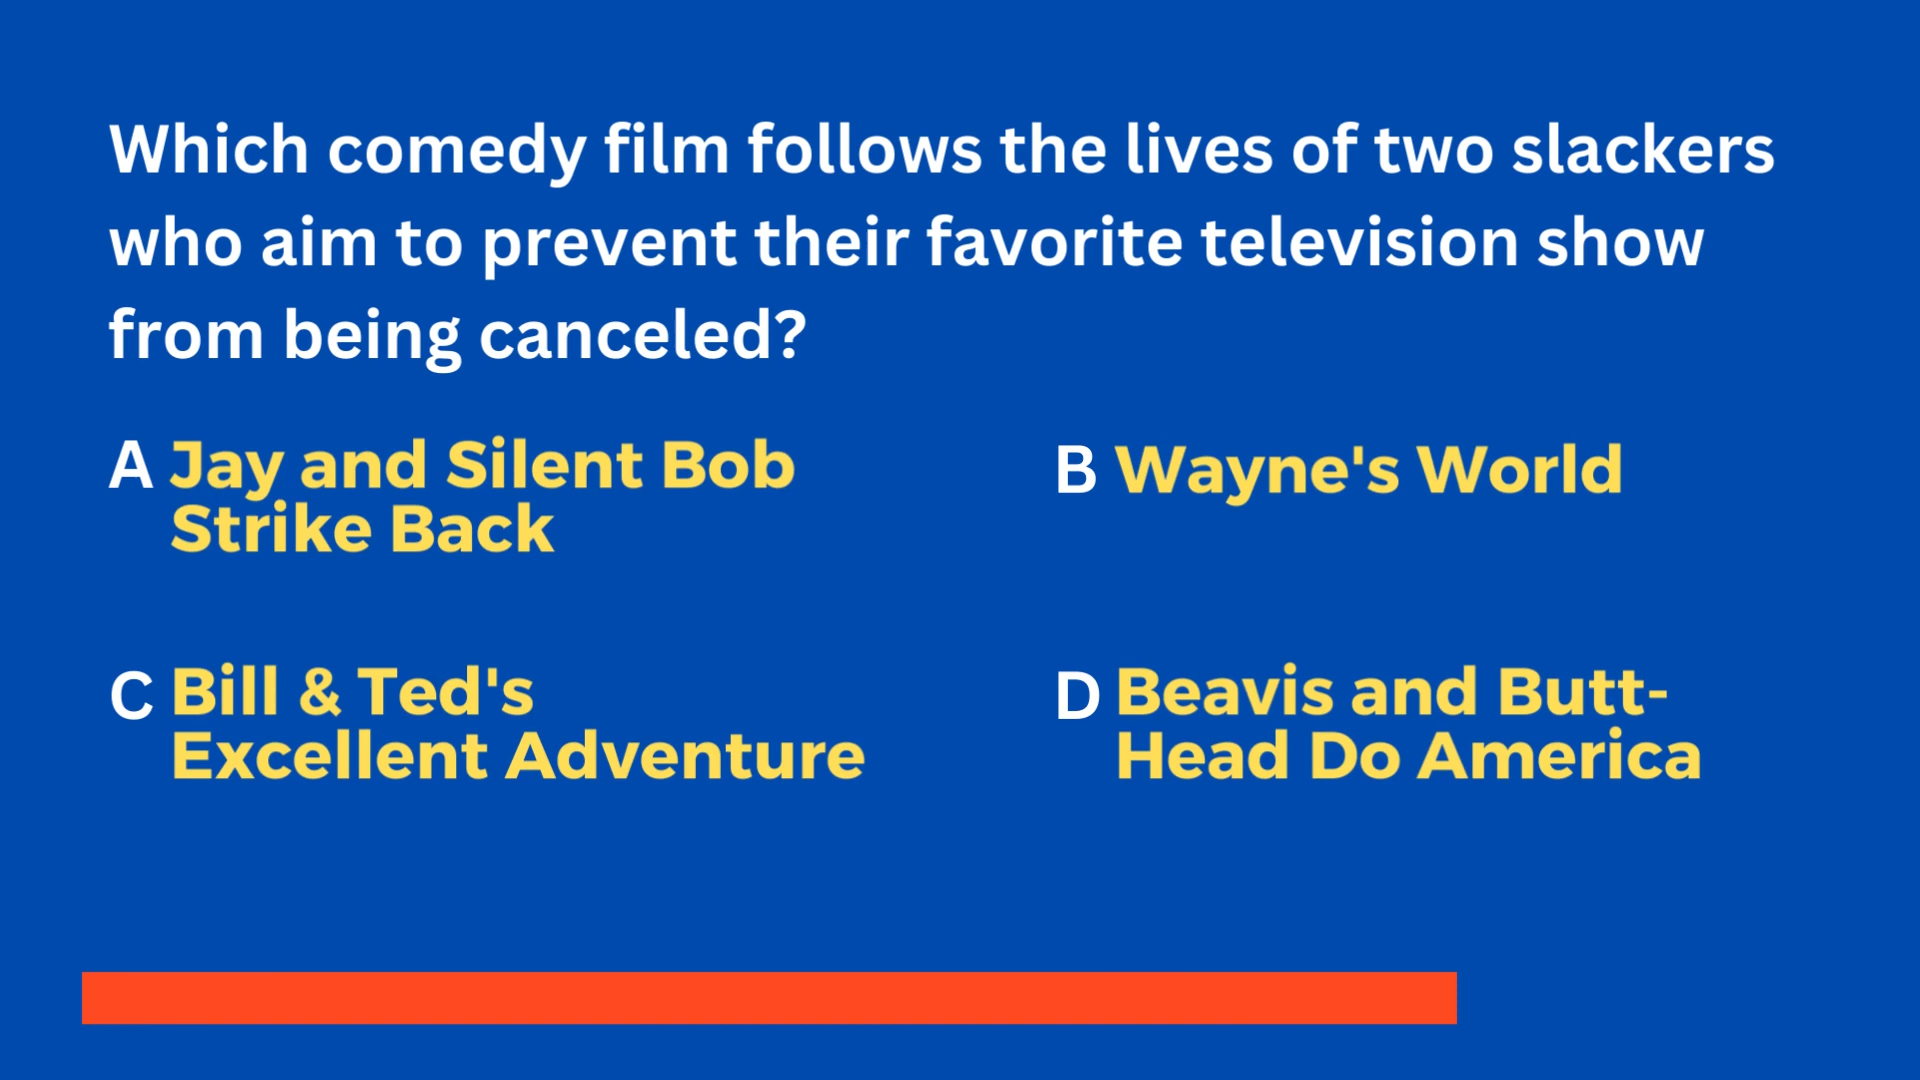 Which comedy film follows the lives of two slackers
who aim to prevent their favorite television show
from being canceled?
A Jay and Silent Bob
Strike Back
B Wayne's World
C Bill & Ted's
Excellent Adventure
D Beavis and Butt-
Head Do America